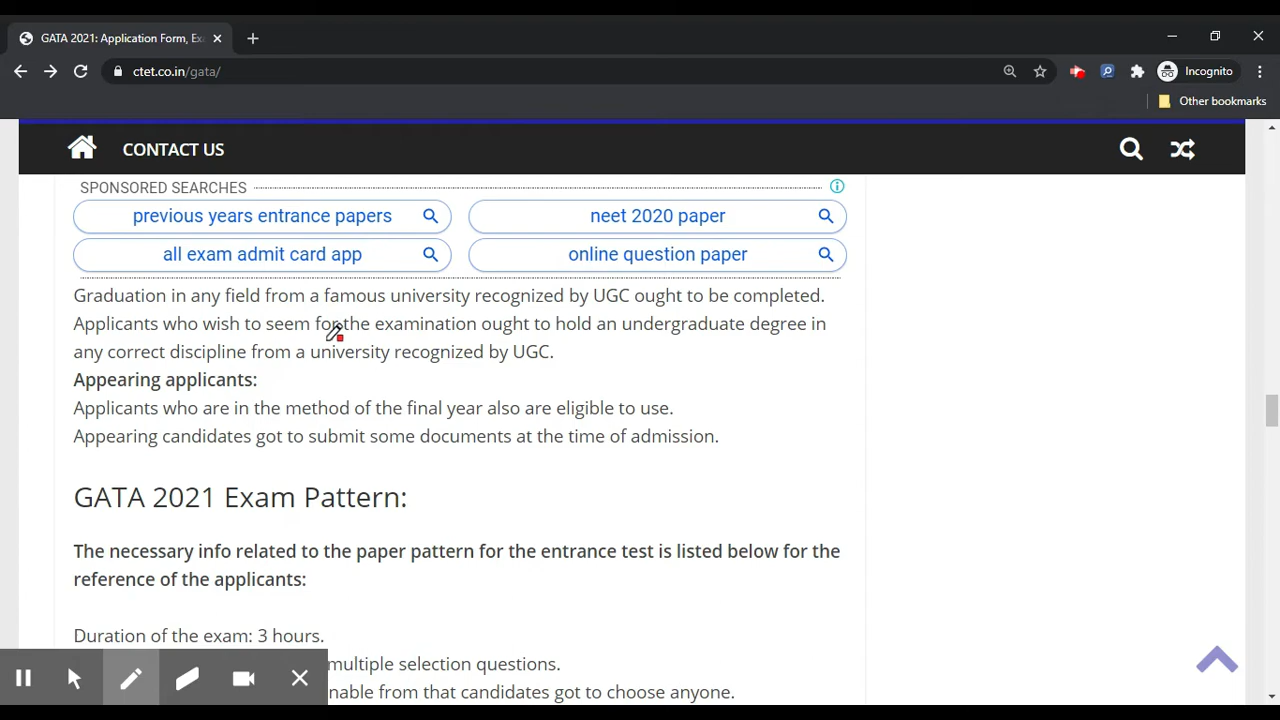 GATA 2021: Application Form, Ex
ctet.co.in/gata/
Incognito
Other bookmarks
CONTACT US
SPONSORED SEARCHES
previous years entrance papers
neet 2020 paper
all exam admit card app
online question paper
Graduation in any field from a famous university recognized by UGC ought to be completed.
Applicants who wish to seem for the examination ought to hold an undergraduate degree in
any correct discipline from a university recognized by UGC.
Appearing applicants:
Applicants who are in the method of the final year also are eligible to use.
Appearing candidates got to submit some documents at the time of admission.
GATA 2021 Exam Pattern:
The necessary info related to the paper pattern for the entrance test is listed below for the
reference of the applicants:
Duration of the exam: 3 hours.
multiple selection questions.
nable from that candidates got to choose anyone.